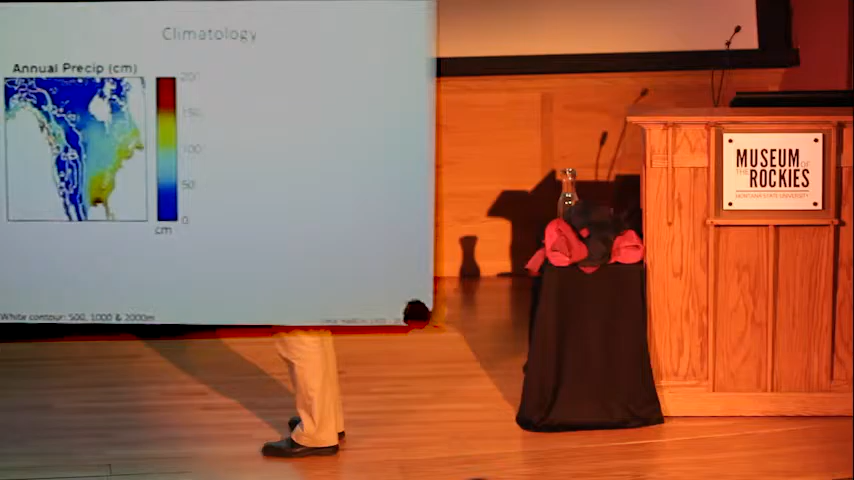 Climatology
Annual Precip (cm)
200
150
100
50
0
cm
White contour: 500, 1000 & 2000m
MUSEUM OF
THE ROCKIES
MONTANA STATE UNIVERSITY